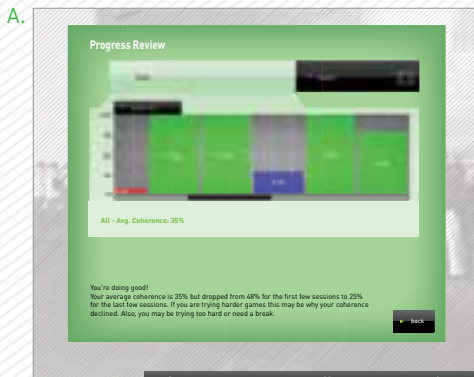 A.
Progress Review
All - Avg. Coherence: 35%
You're doing good!
Your average coherence is 35% but dropped from 48% for the first few sessions to 25%
for the last few sessions. If you are trying harder games this may be why your coherence
declined. Also, you may be trying too hard or need a break.
back